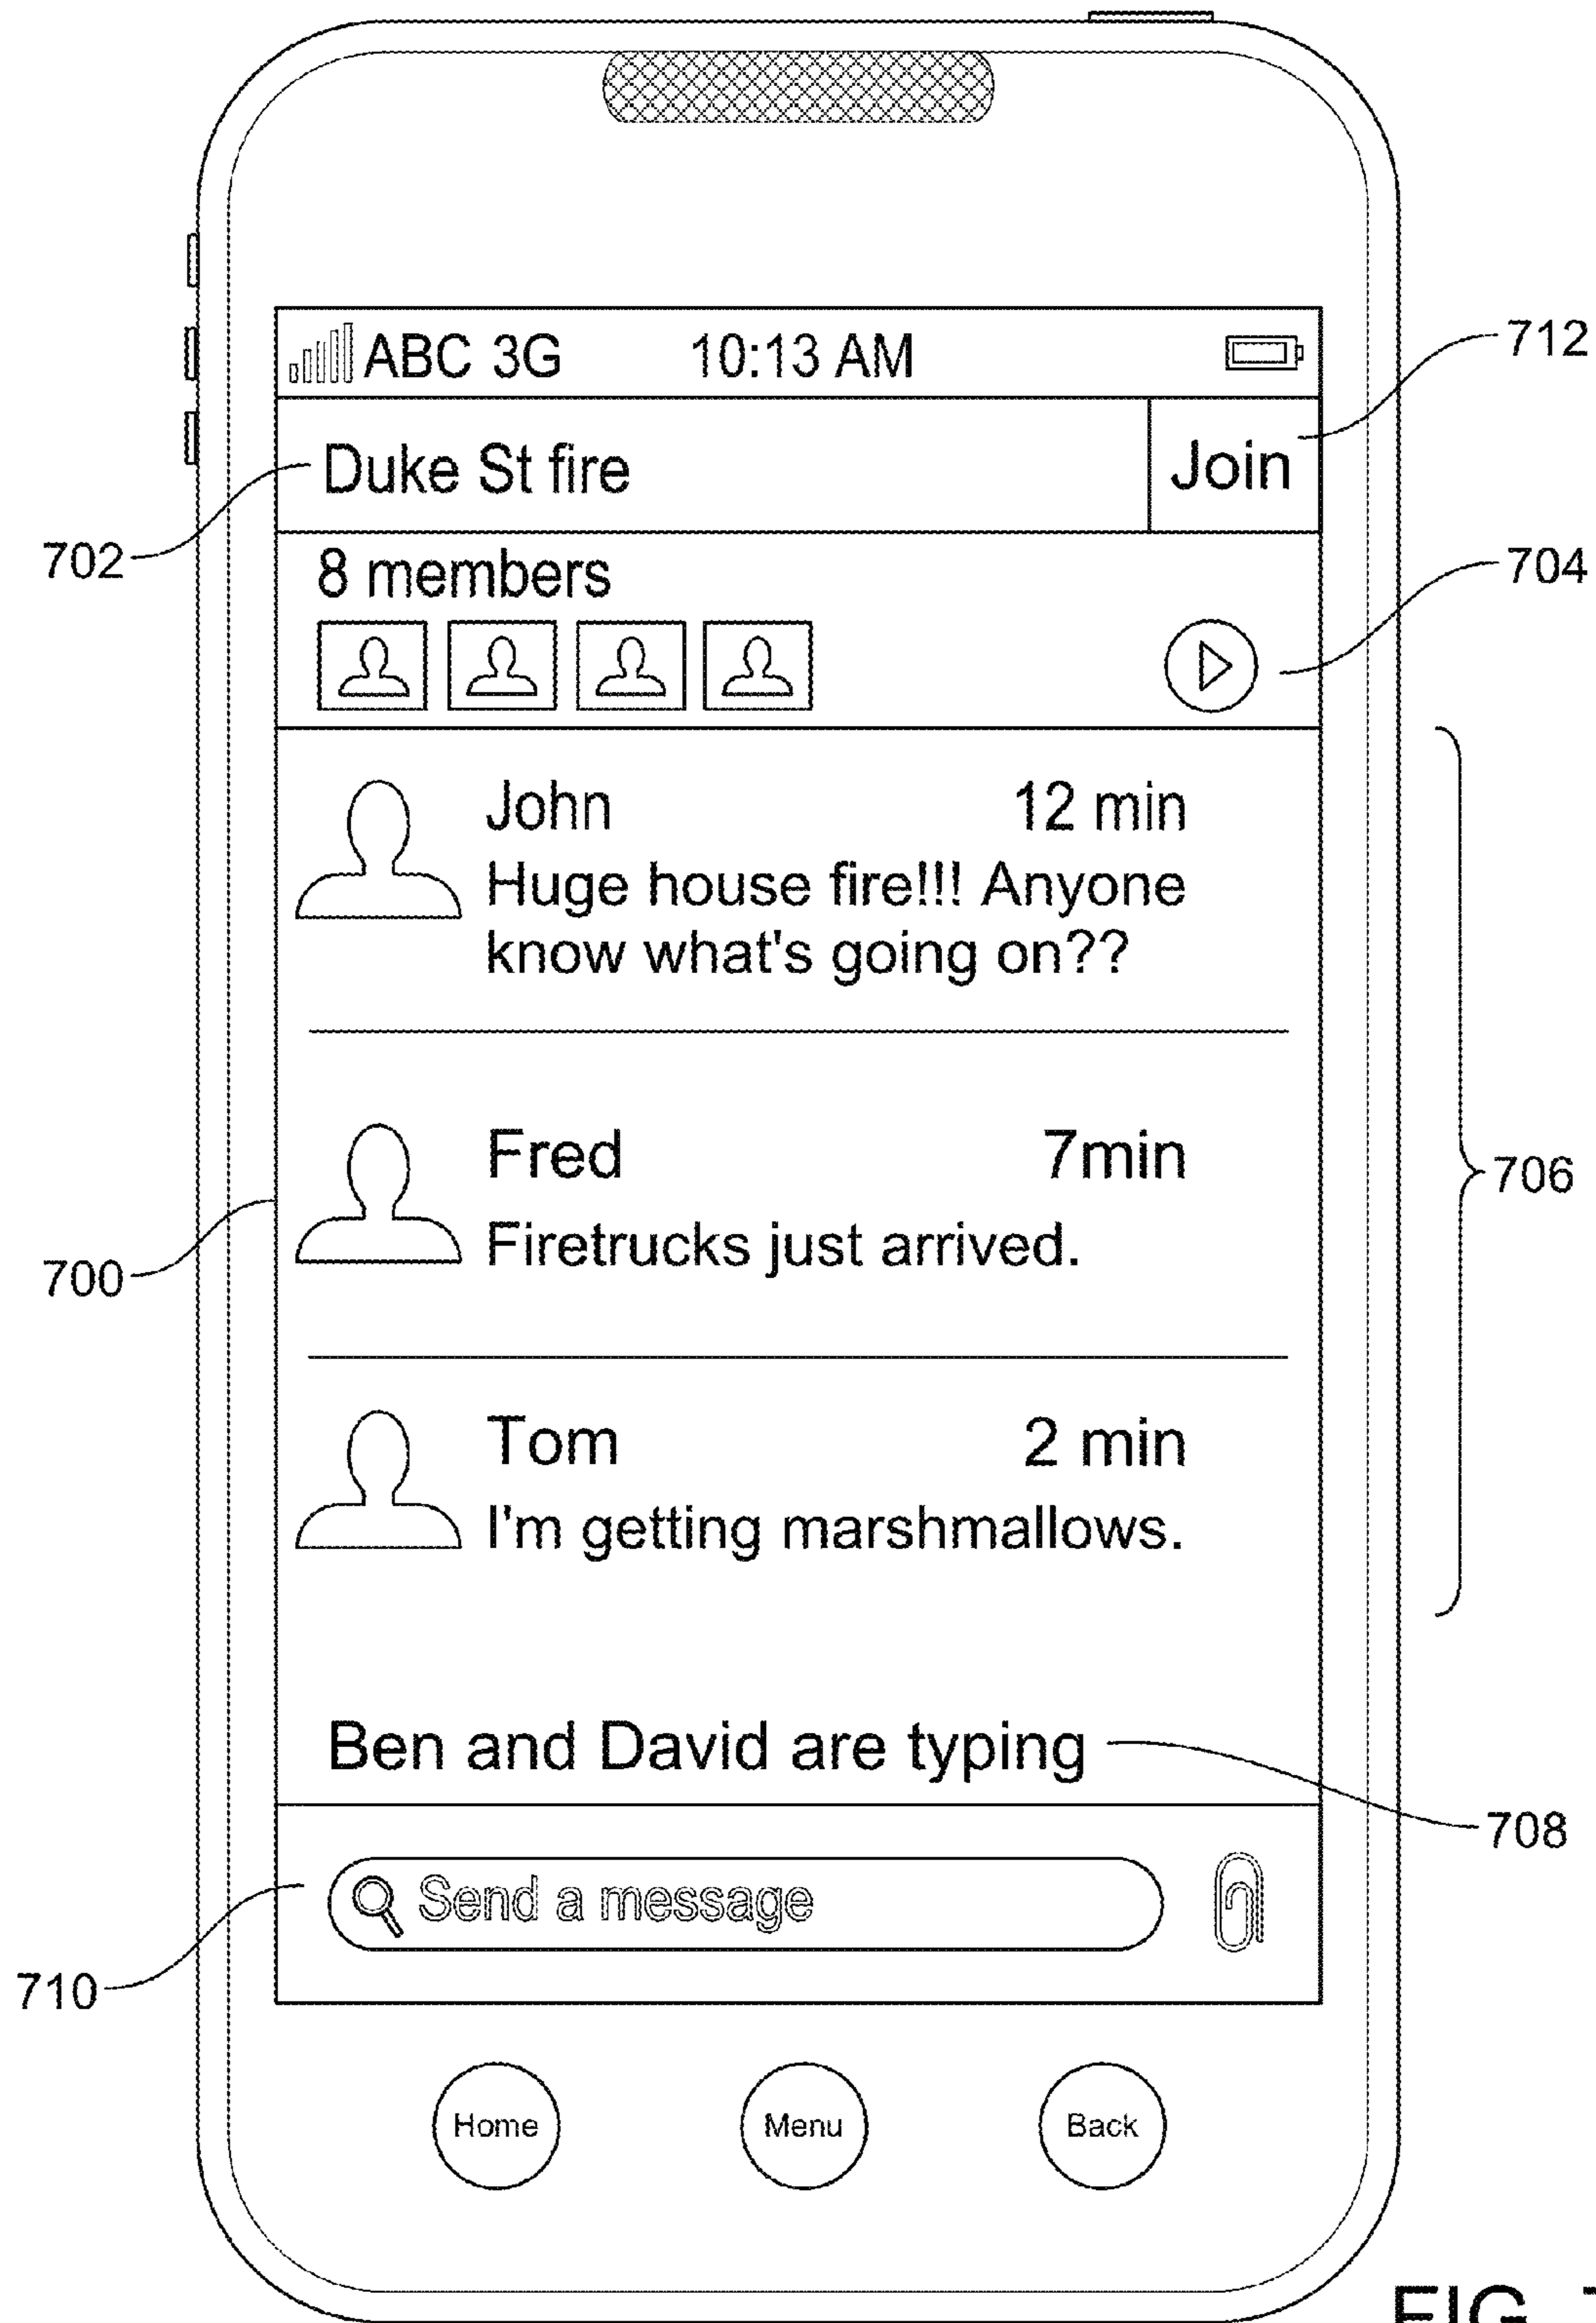 ABC 3G 10:13 AM
712
Duke St fire Join
702
8 members
704
John 12 min
Huge house fire!!! Anyone
know what's going on??
Fred 7min
706
Firetrucks just arrived.
700
Tom 2 min
I'm getting marshmallows.
Ben and David are typing
708
Send a message
710
Home Menu Back
FIG.